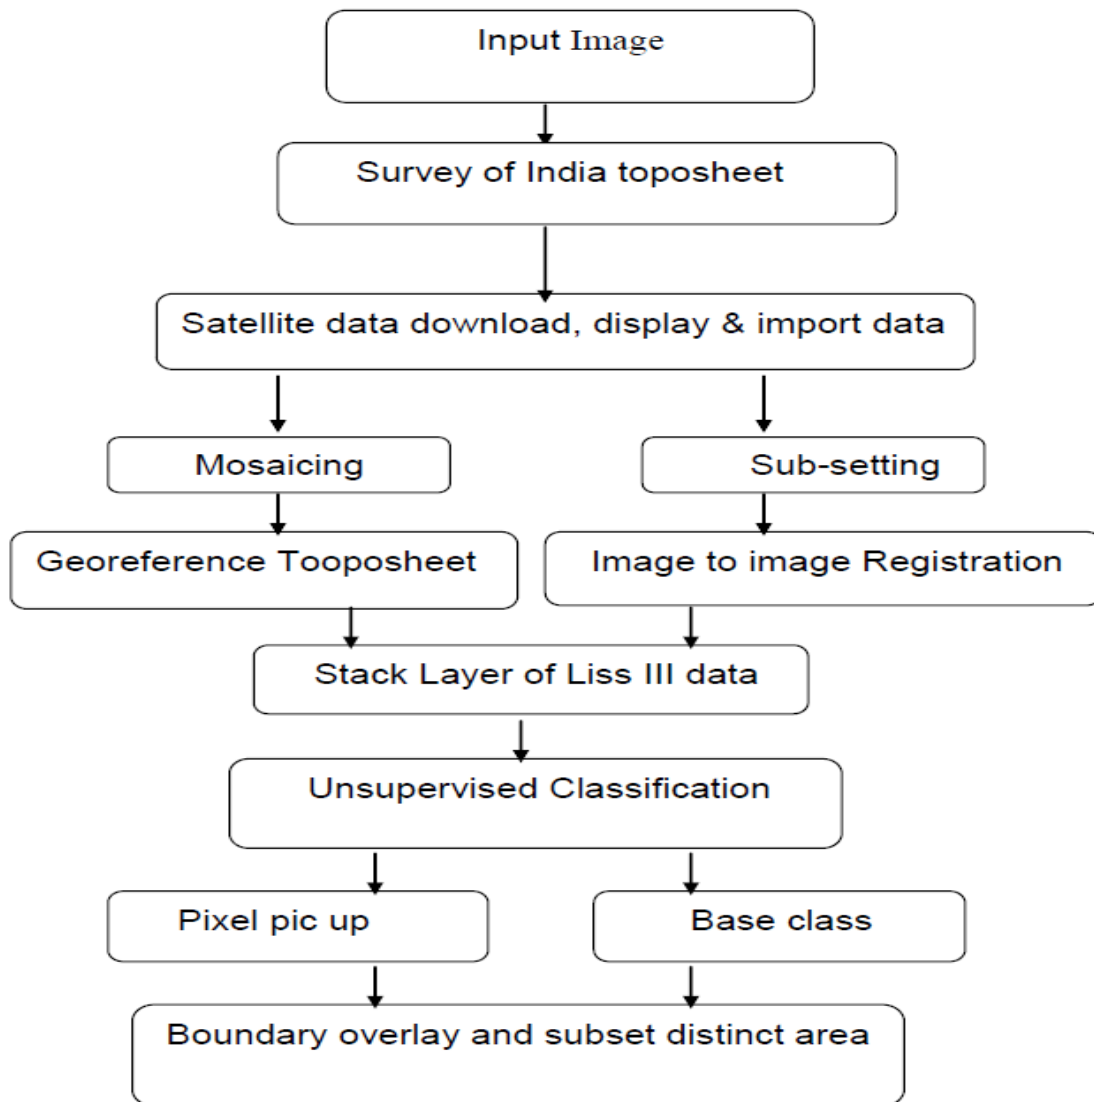 Input Image
Survey of India toposheet
Satellite data download, display & import data
Mosaicing
Sub-setting
Georeference Tooposheet
Image to image Registration
Stack Layer of Liss III data
Unsupervised Classification
Pixel pic up
Base class
Boundary overlay and subset distinct area